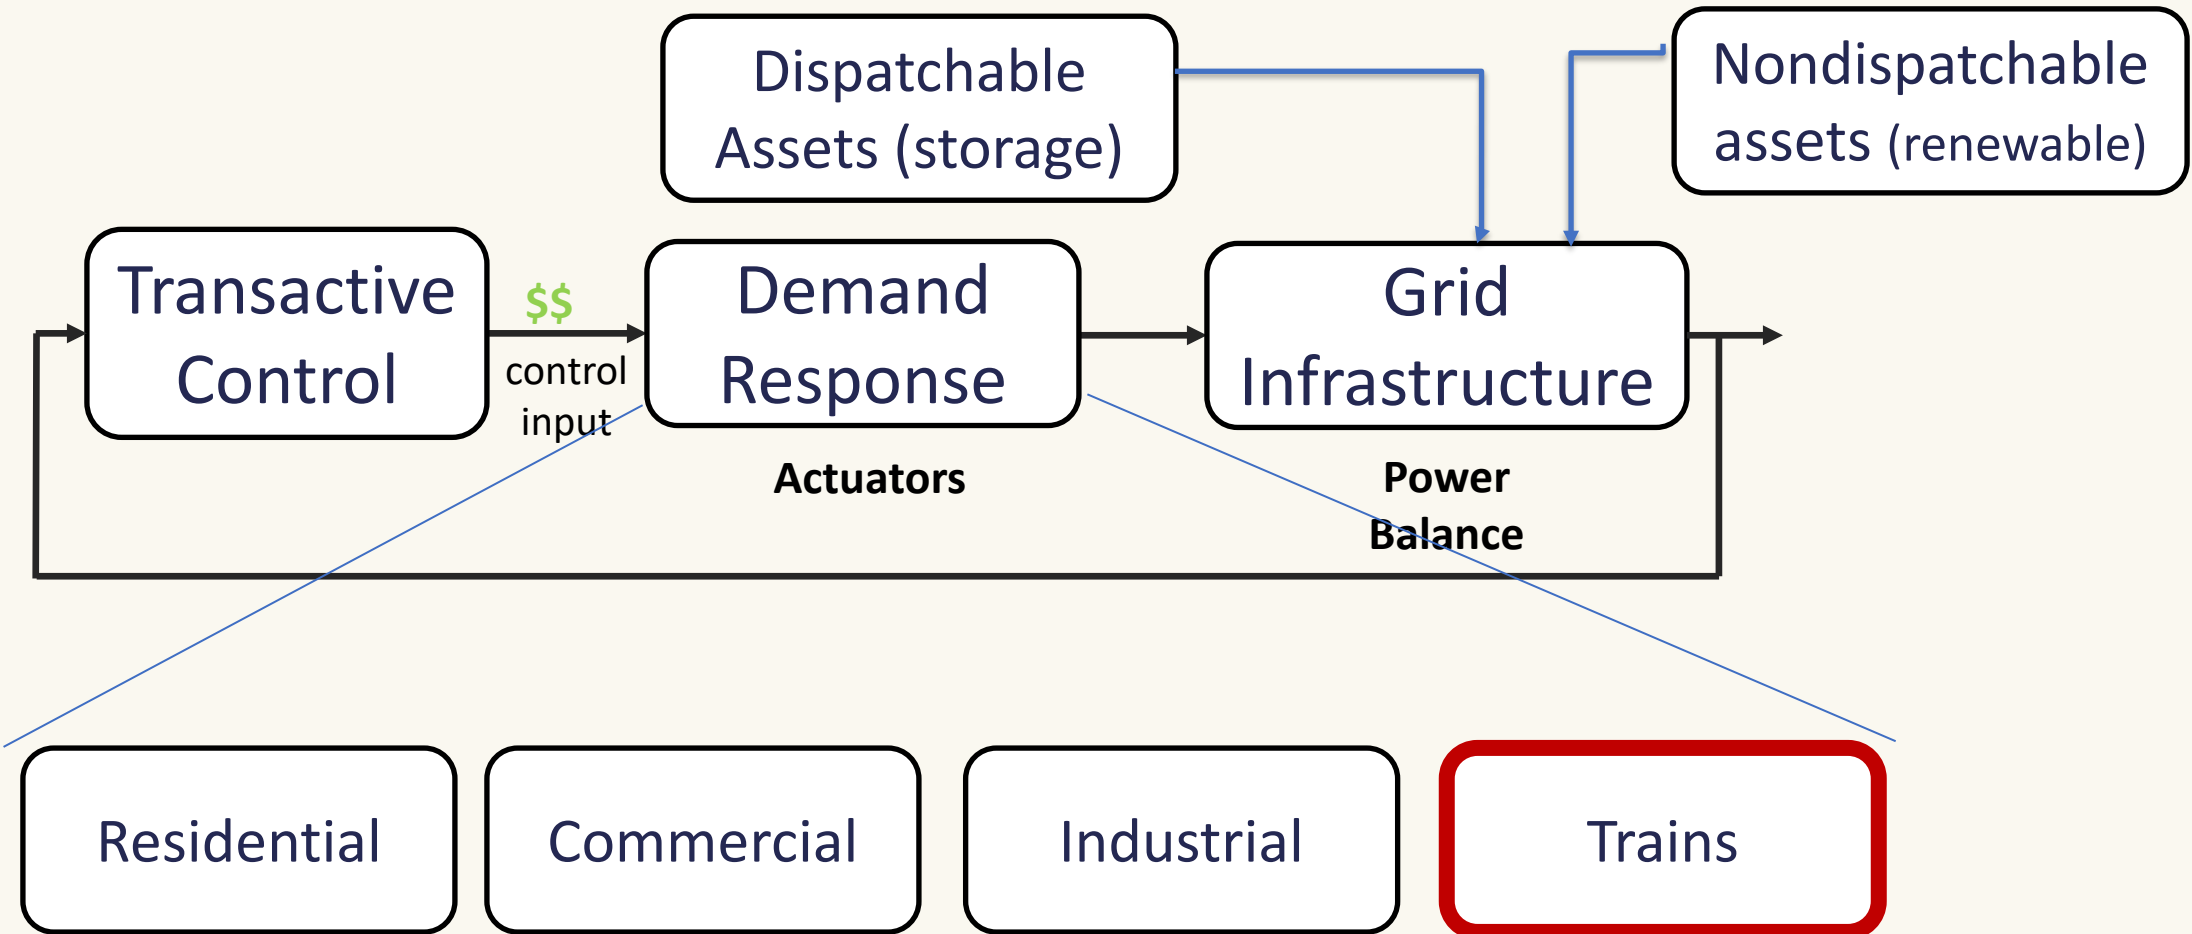 Dispatchable
Assets (storage)
Nondispatchable
assets (renewable)
Transactive
Control
$$
control
input
Demand
Response
Grid
Infrastructure
Actuators
Power
Balance
Residential
Commercial
Industrial
Trains